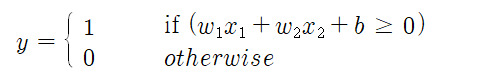 y = { 1 if (w₁x₁ + w₂x₂ + b ≥ 0)
0 otherwise